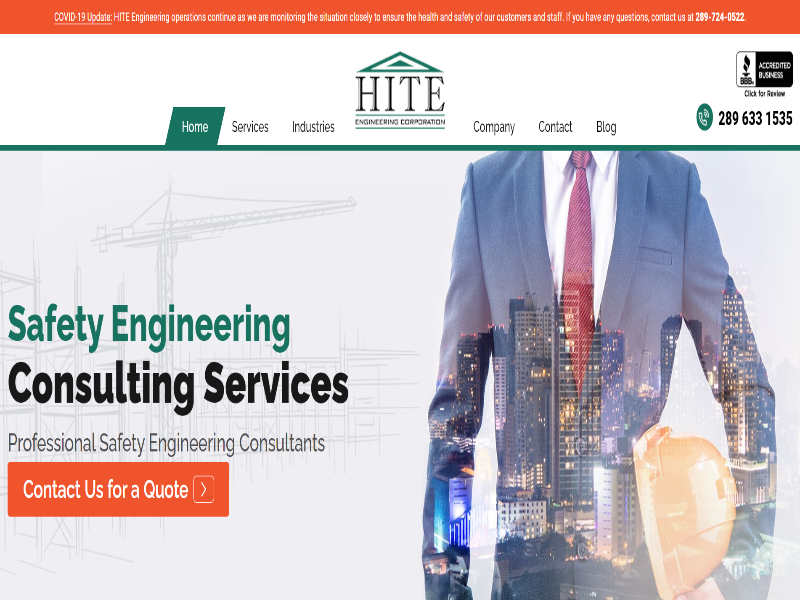 COVID-19 Update: HITE Engineering operations continue as we are monitoring the situation closely to ensure the health and safety of our customers and staff. If you have any questions, contact us at 289-724-0522.
HITE
ENGINEERING CORPORATION
BBB
ACCREDITED
BUSINESS
Click for Review
289 633 1535
Home
Services
Industries
Company
Contact
Blog
Safety Engineering
Consulting Services
Professional Safety Engineering Consultants
Contact Us for a Quote